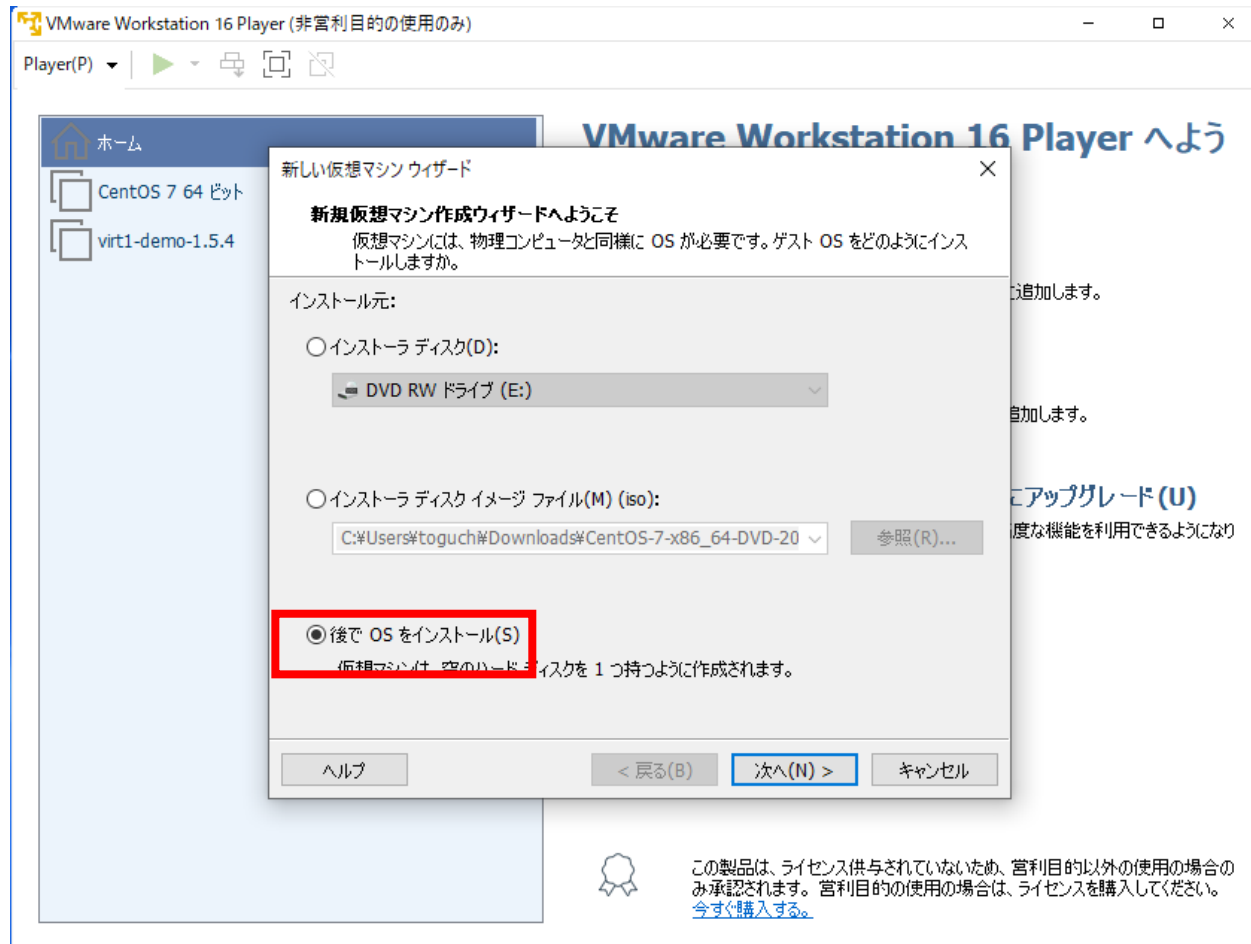 VMware Workstation 16 Player (非営利目的の使用のみ)
Player(P)
ホーム
CentOS 7 64 ビット
virt1-demo-1.5.4
VMware Workstation 16 Player へよう
新しい仮想マシン ウィザード
新規仮想マシン作成ウィザードへようこそ
仮想マシンには、物理コンピュータと同様に OS が必要です。ゲスト OS をどのようにインス
トールしますか。
インストール元:
インストーラ ディスク(D):
DVD RW ドライブ (E:)
インストーラ ディスク イメージ ファイル(M) (iso):
C:¥Users¥toguchi¥Downloads¥CentOS-7-x86_64-DVD-20
参照(R)...
後で OS をインストール(S)
仮想マシンは、空のハード ディスクを 1 つ持つように作成されます。
ヘルプ
< 戻る(B)
次へ(N) >
キャンセル
追加します。
追加します。
にアップグレード(U)
度な機能を利用できるようになり
この製品は、ライセンス供与されていないため、営利目的以外の使用の場合の
み承認されます。営利目的の使用の場合は、ライセンスを購入してください。
今すぐ購入する。